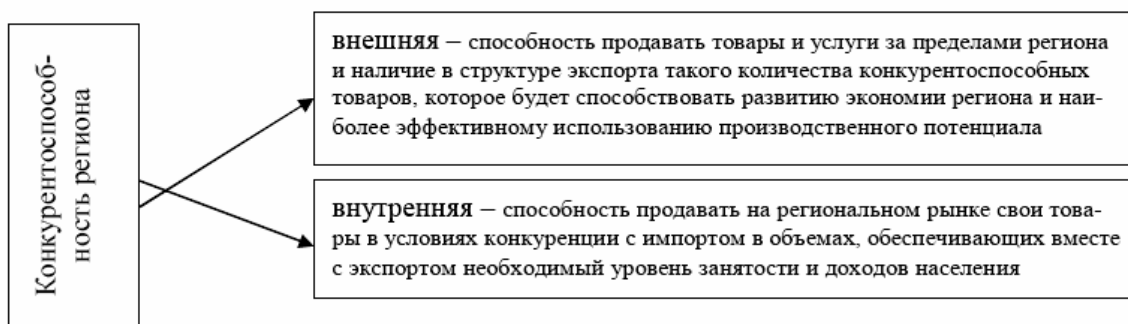 Конкурентоспособ-
ность региона
внешняя – способность продавать товары и услуги за пределами региона
и наличие в структуре экспорта такого количества конкурентоспособных
товаров, которое будет способствовать развитию экономии региона и наи-
более эффективному использованию производственного потенциала
внутренняя – способность продавать на региональном рынке свои това-
ры в условиях конкуренции с импортом в объемах, обеспечивающих вместе
с экспортом необходимый уровень занятости и доходов населения